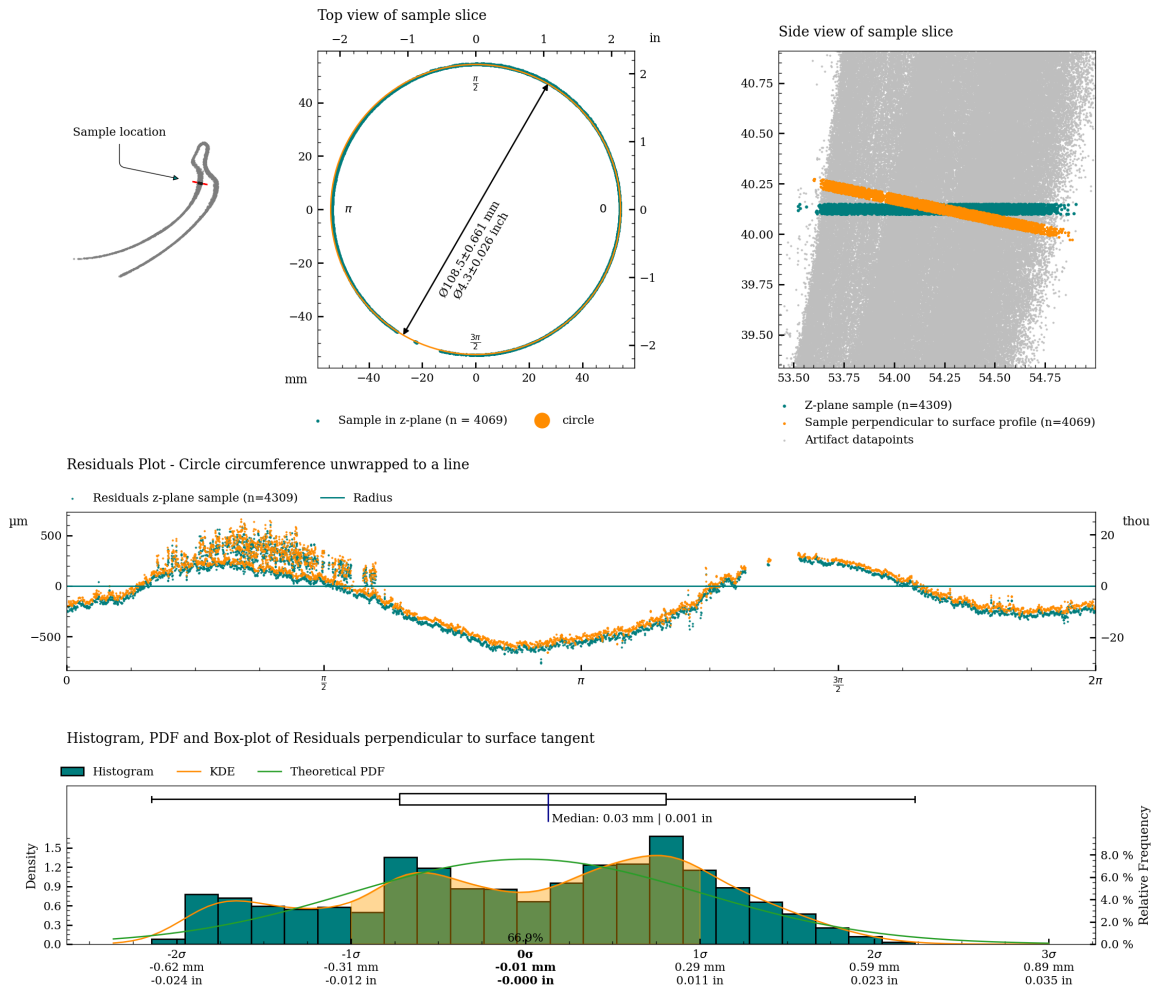 Top view of sample slice
−2 −1 0 1 2 in
Side view of sample slice
Sample location
π/2
π
0
3π/2
Ø108.5±0.661 mm
Ø4.3±0.026 inch
40
20
0
−20
−40
2
1
0
−1
−2
mm −40 −20 0 20 40
40.75
40.50
40.25
40.00
39.75
39.50
53.50 53.75 54.00 54.25 54.50 54.75
Sample in z-plane (n = 4069) circle
Z-plane sample (n=4309)
Sample perpendicular to surface profile (n=4069)
Artifact datapoints
Residuals Plot - Circle circumference unwrapped to a line
Residuals z-plane sample (n=4309) Radius
µm thou
500 20
0 0
−500 −20
0 π/2 π 3π/2 2π
Histogram, PDF and Box-plot of Residuals perpendicular to surface tangent
Histogram KDE Theoretical PDF
Median: 0.03 mm | 0.001 in
Density
1.5
1.2
0.9
0.6
0.3
0.0
Relative Frequency
8.0 %
6.0 %
4.0 %
2.0 %
0.0 %
66.9%
-2σ -1σ 0σ 1σ 2σ 3σ
-0.62 mm -0.31 mm -0.01 mm 0.29 mm 0.59 mm 0.89 mm
-0.024 in -0.012 in -0.000 in 0.011 in 0.023 in 0.035 in